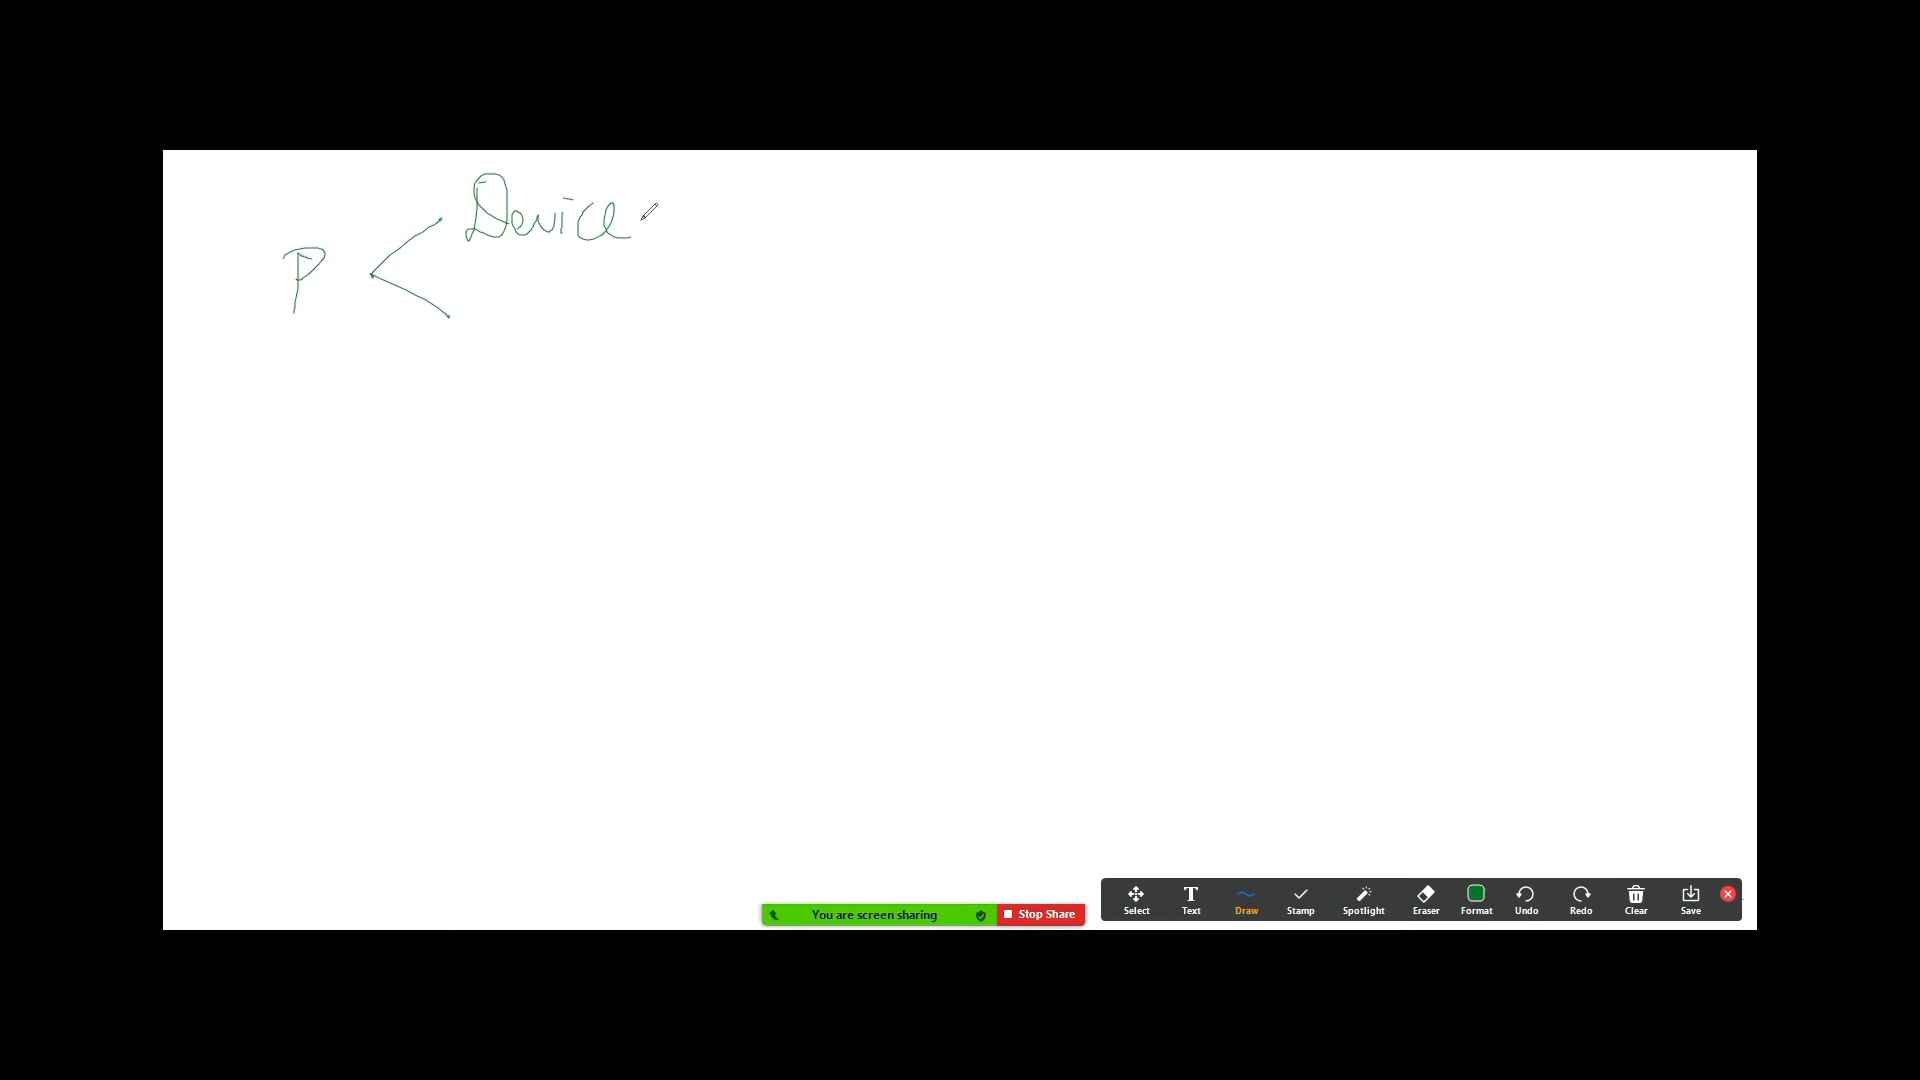 Device
P
Select Text Draw Stamp Spotlight Eraser Format Undo Redo Clear Save
You are screen sharing Stop Share